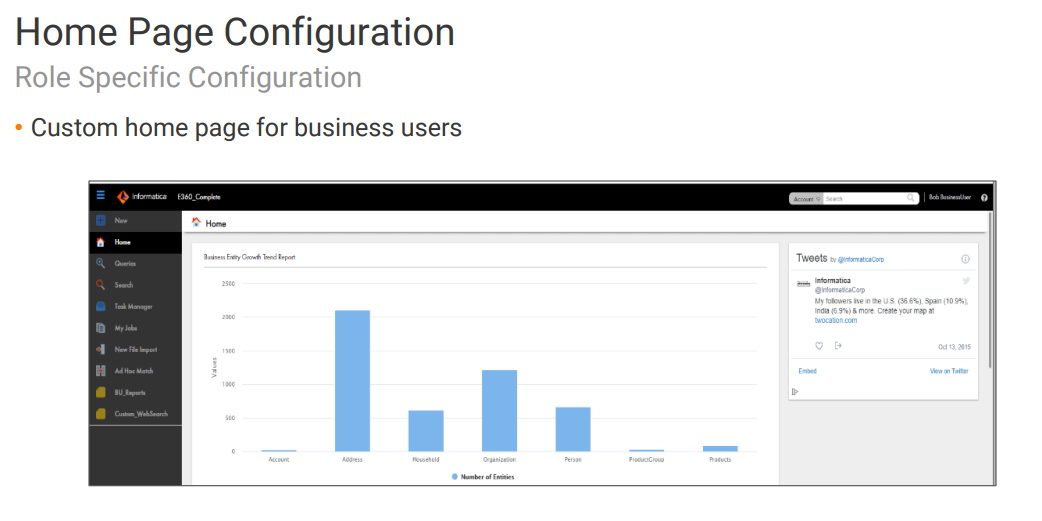 Home Page Configuration
Role Specific Configuration
• Custom home page for business users
Informatica E360_Complete
Account Search
Bob BusinessUser
New
Home
Queries
Search
Task Manager
My Jobs
New File Import
Ad Hoc Match
BU_Reports
Custom_WebSearch
Home
Business Entity Growth Trend Report
2500
2000
1500
1000
500
0
Values
Account Address Household Organization Person ProductGroup Products
Number of Entities
Tweets by @InformaticaCorp
Informatica
@InformaticaCorp
My followers live in the U.S. (36.6%), Spain (10.9%),
India (6.9%) & more. Create your map at
twocation.com
Oct 13, 2015
Embed View on Twitter